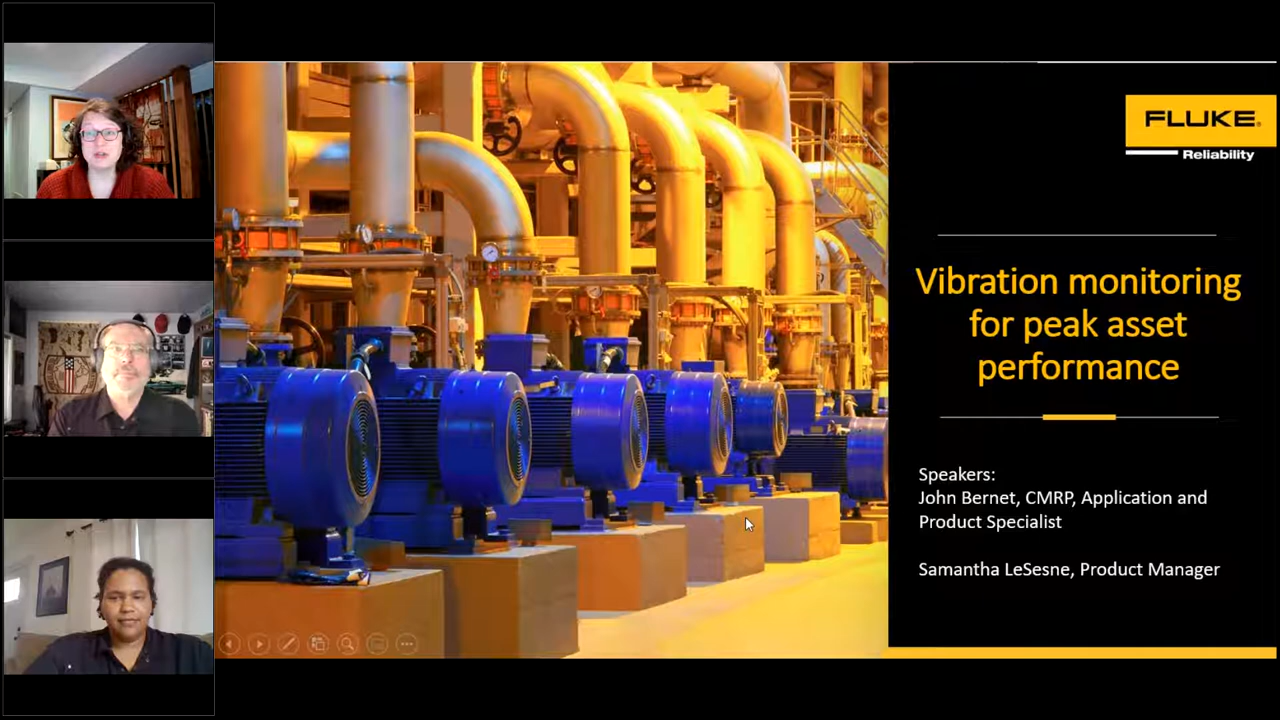 FLUKE®
Reliability
Vibration monitoring
for peak asset
performance
Speakers:
John Bernet, CMRP, Application and
Product Specialist
Samantha LeSesne, Product Manager